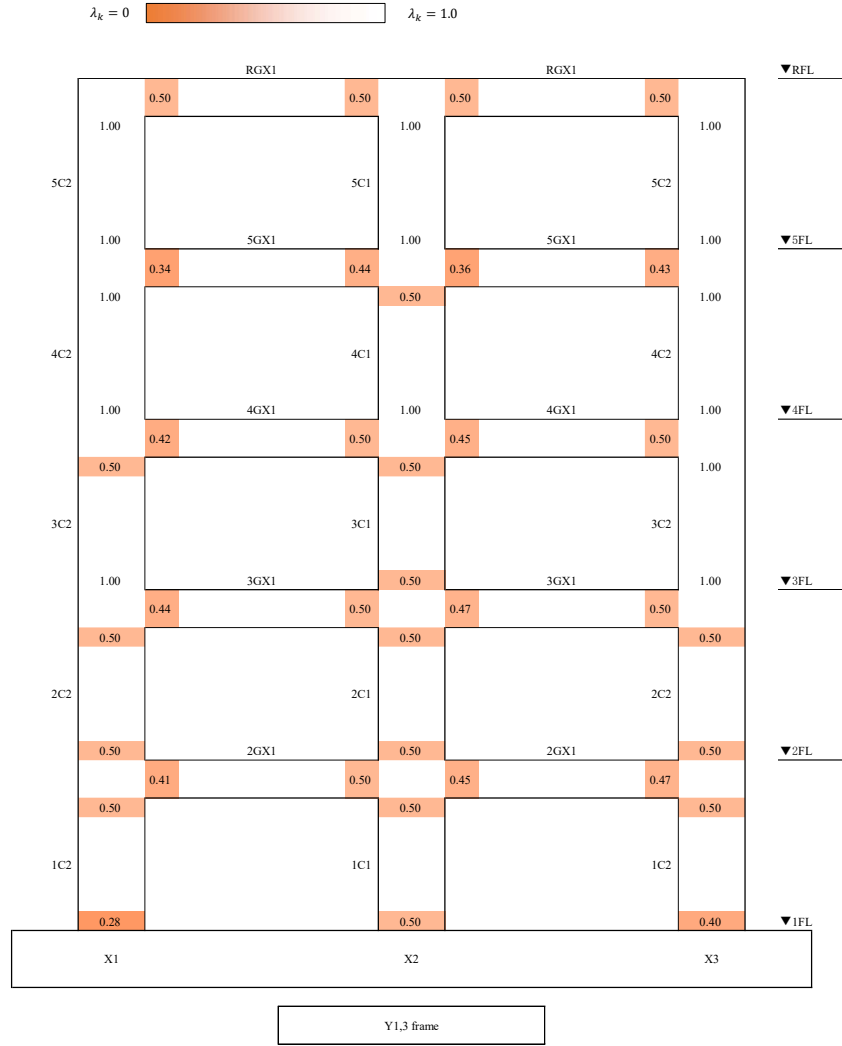 λk = 0 λk = 1.0
RGX1 RGX1 ▼RFL
0.50 0.50 0.50 0.50
1.00 1.00 1.00
5C2 5C1 5C2
1.00 5GX1 1.00 5GX1 1.00 ▼5FL
0.34 0.44 0.36 0.43
1.00 0.50 1.00
4C2 4C1 4C2
1.00 4GX1 1.00 4GX1 1.00 ▼4FL
0.42 0.50 0.45 0.50
0.50 0.50 1.00
3C2 3C1 3C2
1.00 3GX1 0.50 3GX1 1.00 ▼3FL
0.44 0.50 0.47 0.50
0.50 0.50 0.50
2C2 2C1 2C2
0.50 2GX1 0.50 2GX1 0.50 ▼2FL
0.41 0.50 0.45 0.47
0.50 0.50 0.50
1C2 1C1 1C2
0.28 0.50 0.40 ▼1FL
X1 X2 X3
Y1,3 frame